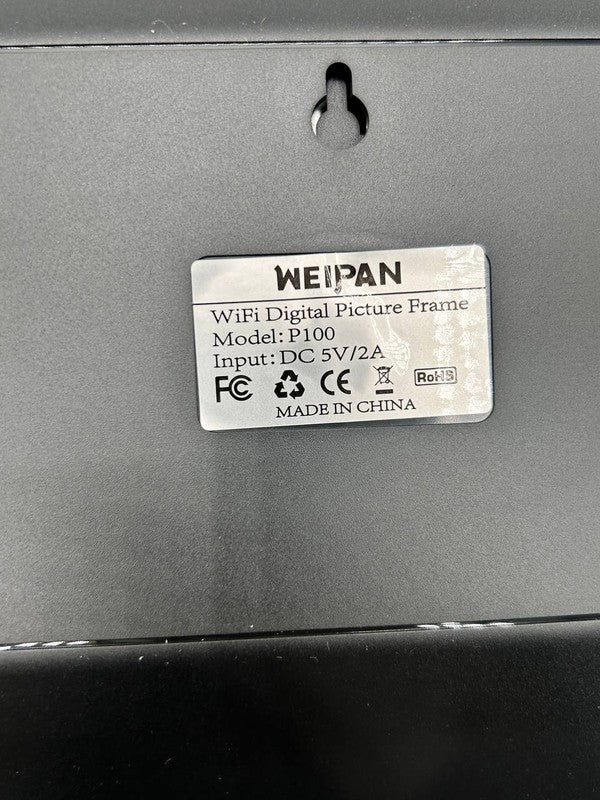 WEIPAN
WiFi Digital Picture Frame
Model: P100
Input: DC 5V/2A
FC CE RoHS
MADE IN CHINA